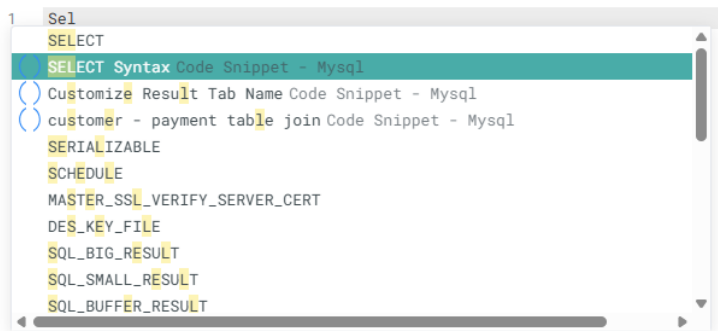 1 Sel
SELECT
() SELECT Syntax Code Snippet - Mysql
() Customize Result Tab Name Code Snippet - Mysql
() customer - payment table join Code Snippet - Mysql
SERIALIZABLE
SCHEDULE
MASTER_SSL_VERIFY_SERVER_CERT
DES_KEY_FILE
SQL_BIG_RESULT
SQL_SMALL_RESULT
SQL_BUFFER_RESULT